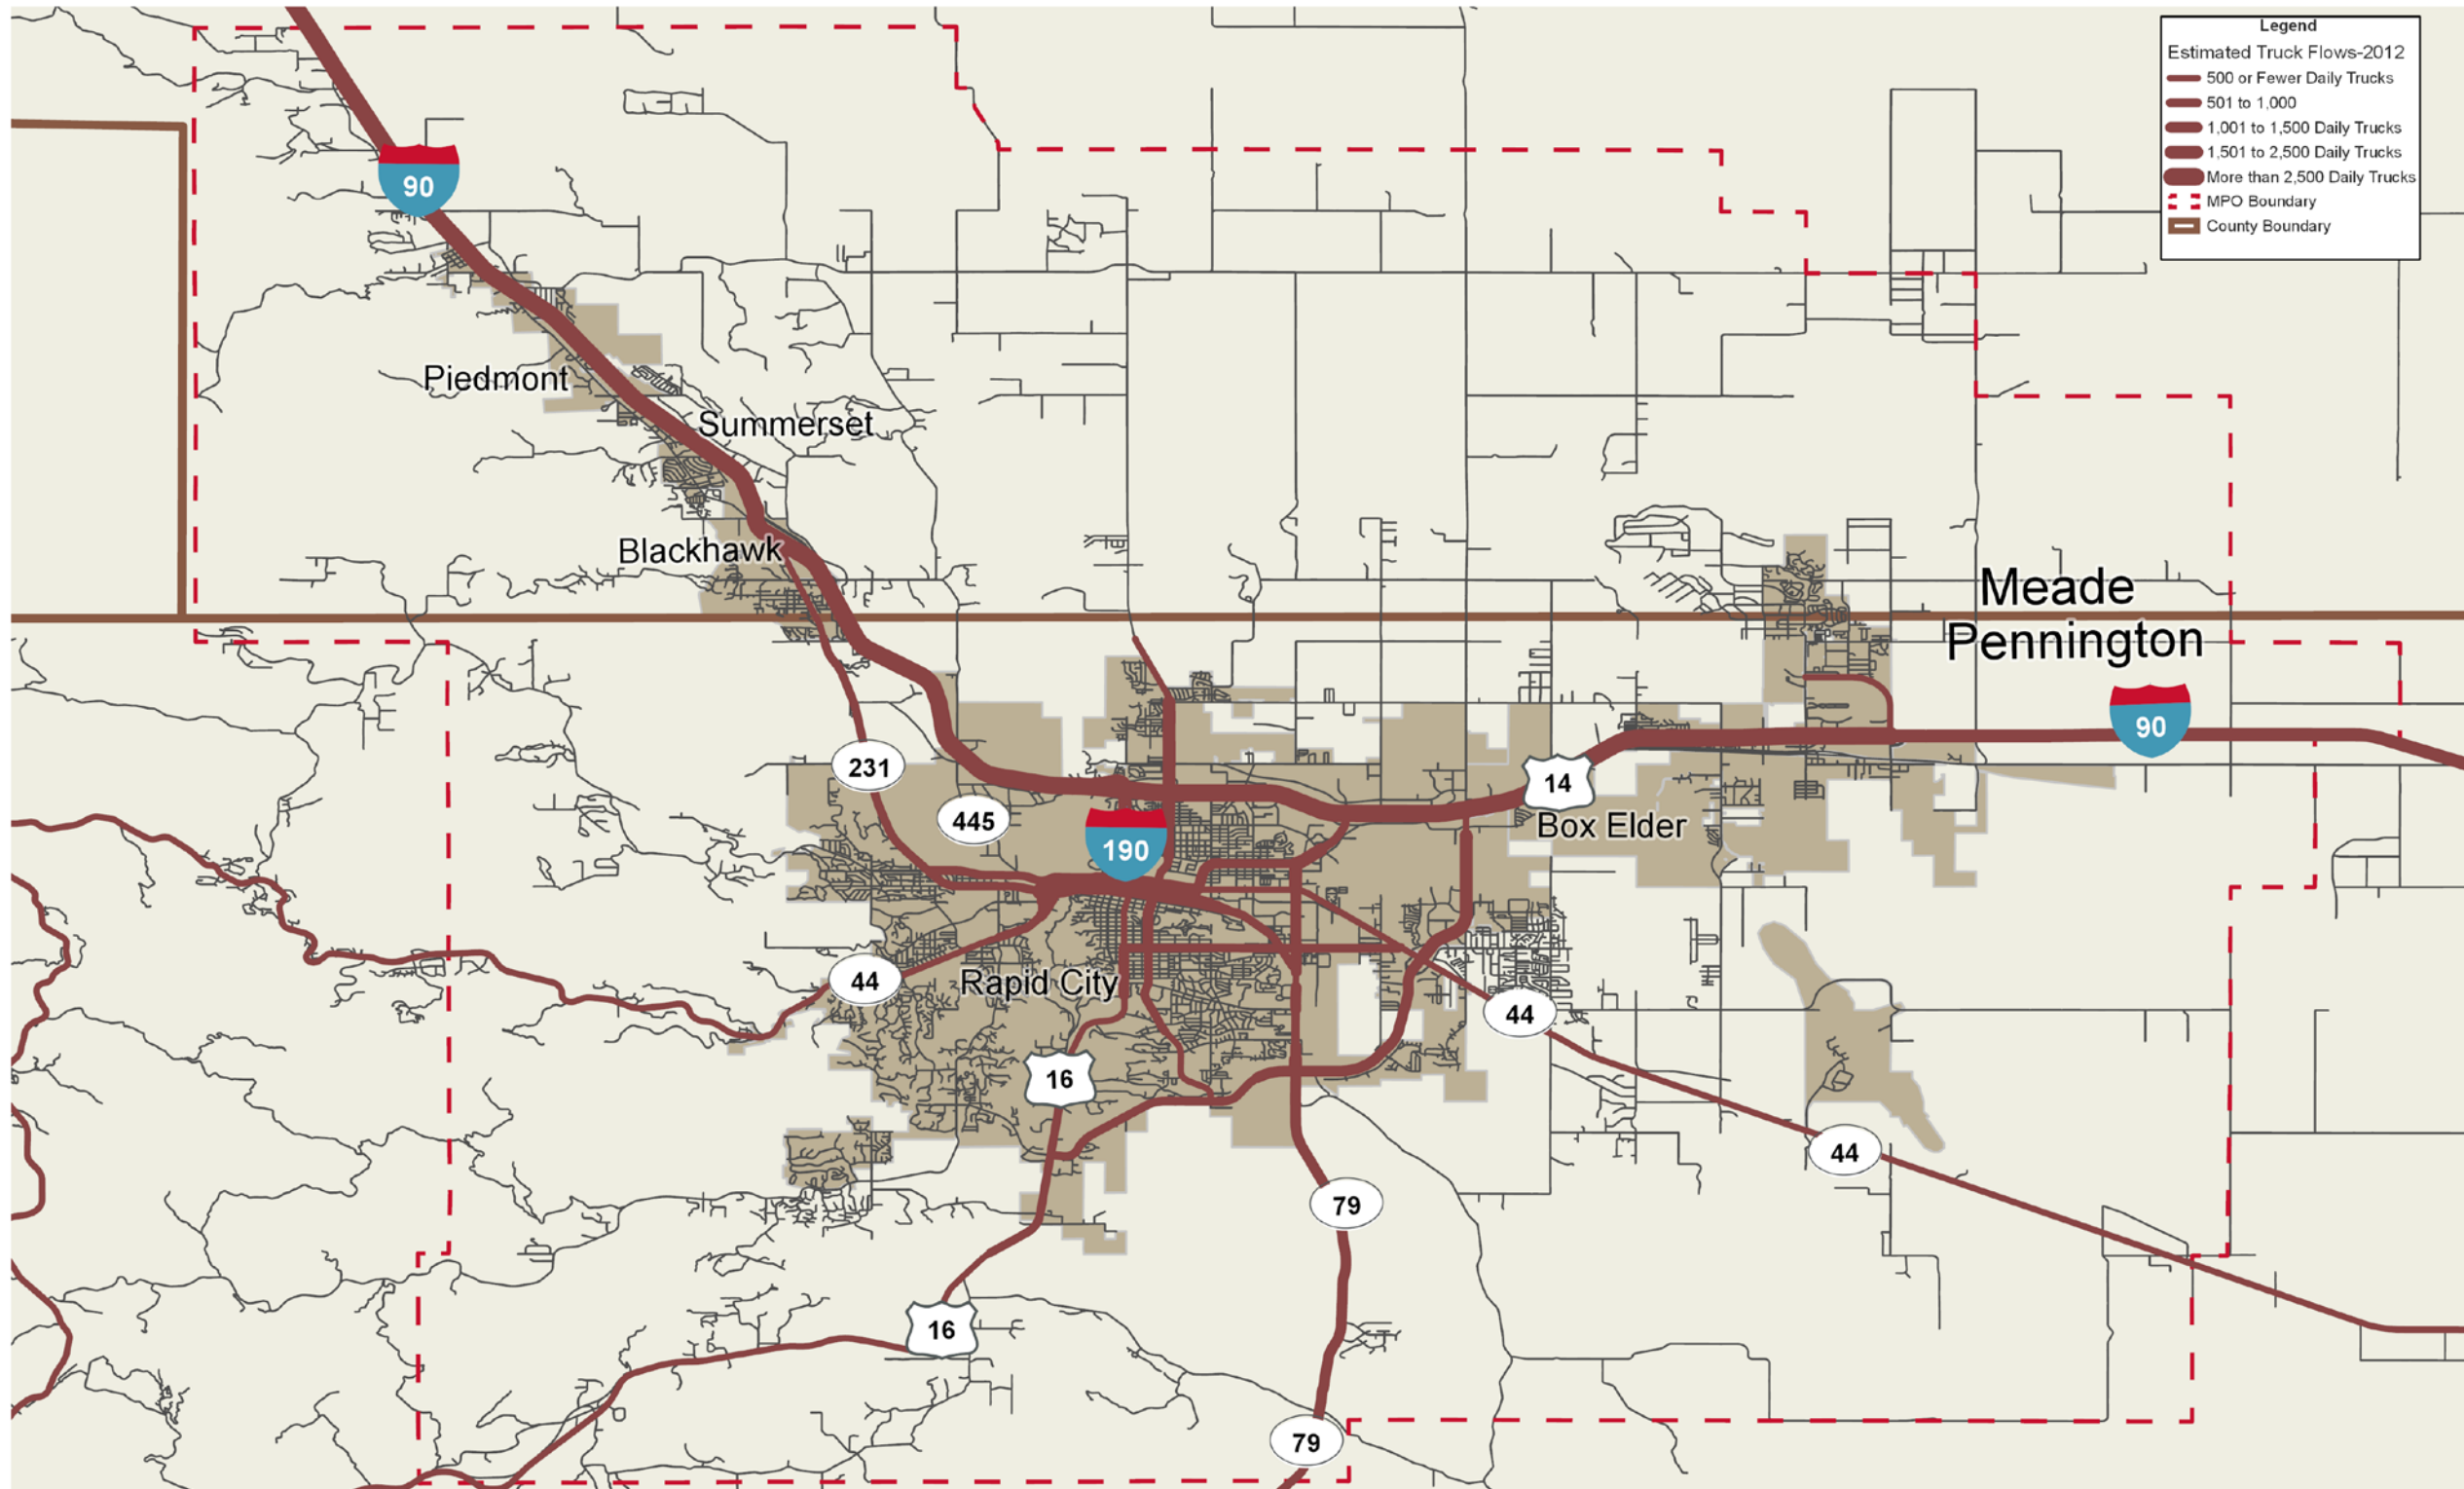 Legend
Estimated Truck Flows-2012
500 or Fewer Daily Trucks
501 to 1,000
1,001 to 1,500 Daily Trucks
1,501 to 2,500 Daily Trucks
More than 2,500 Daily Trucks
MPO Boundary
County Boundary
90
Piedmont
Summerset
Blackhawk
Meade
Pennington
90
231
14
445
Box Elder
190
44
Rapid City
44
16
44
79
16
79